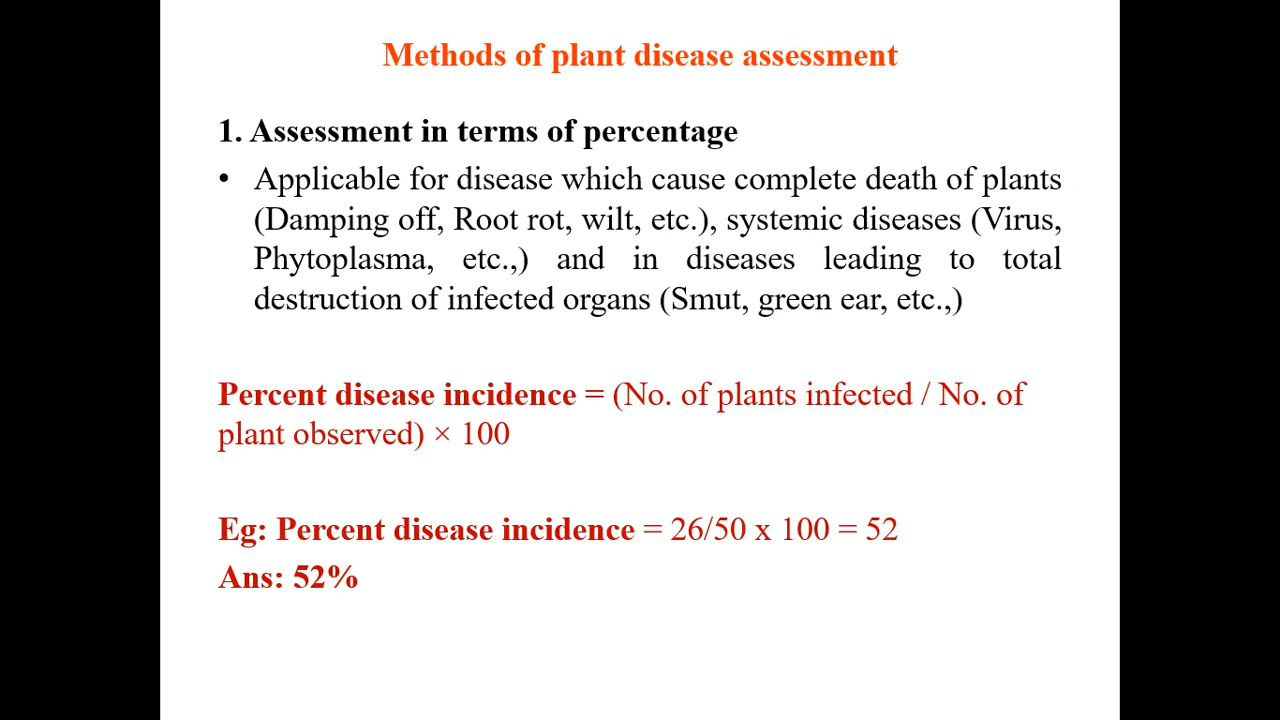 Methods of plant disease assessment
1. Assessment in terms of percentage
• Applicable for disease which cause complete death of plants
(Damping off, Root rot, wilt, etc.), systemic diseases (Virus,
Phytoplasma, etc.,) and in diseases leading to total
destruction of infected organs (Smut, green ear, etc.,)
Percent disease incidence = (No. of plants infected / No. of
plant observed) × 100
Eg: Percent disease incidence = 26/50 x 100 = 52
Ans: 52%